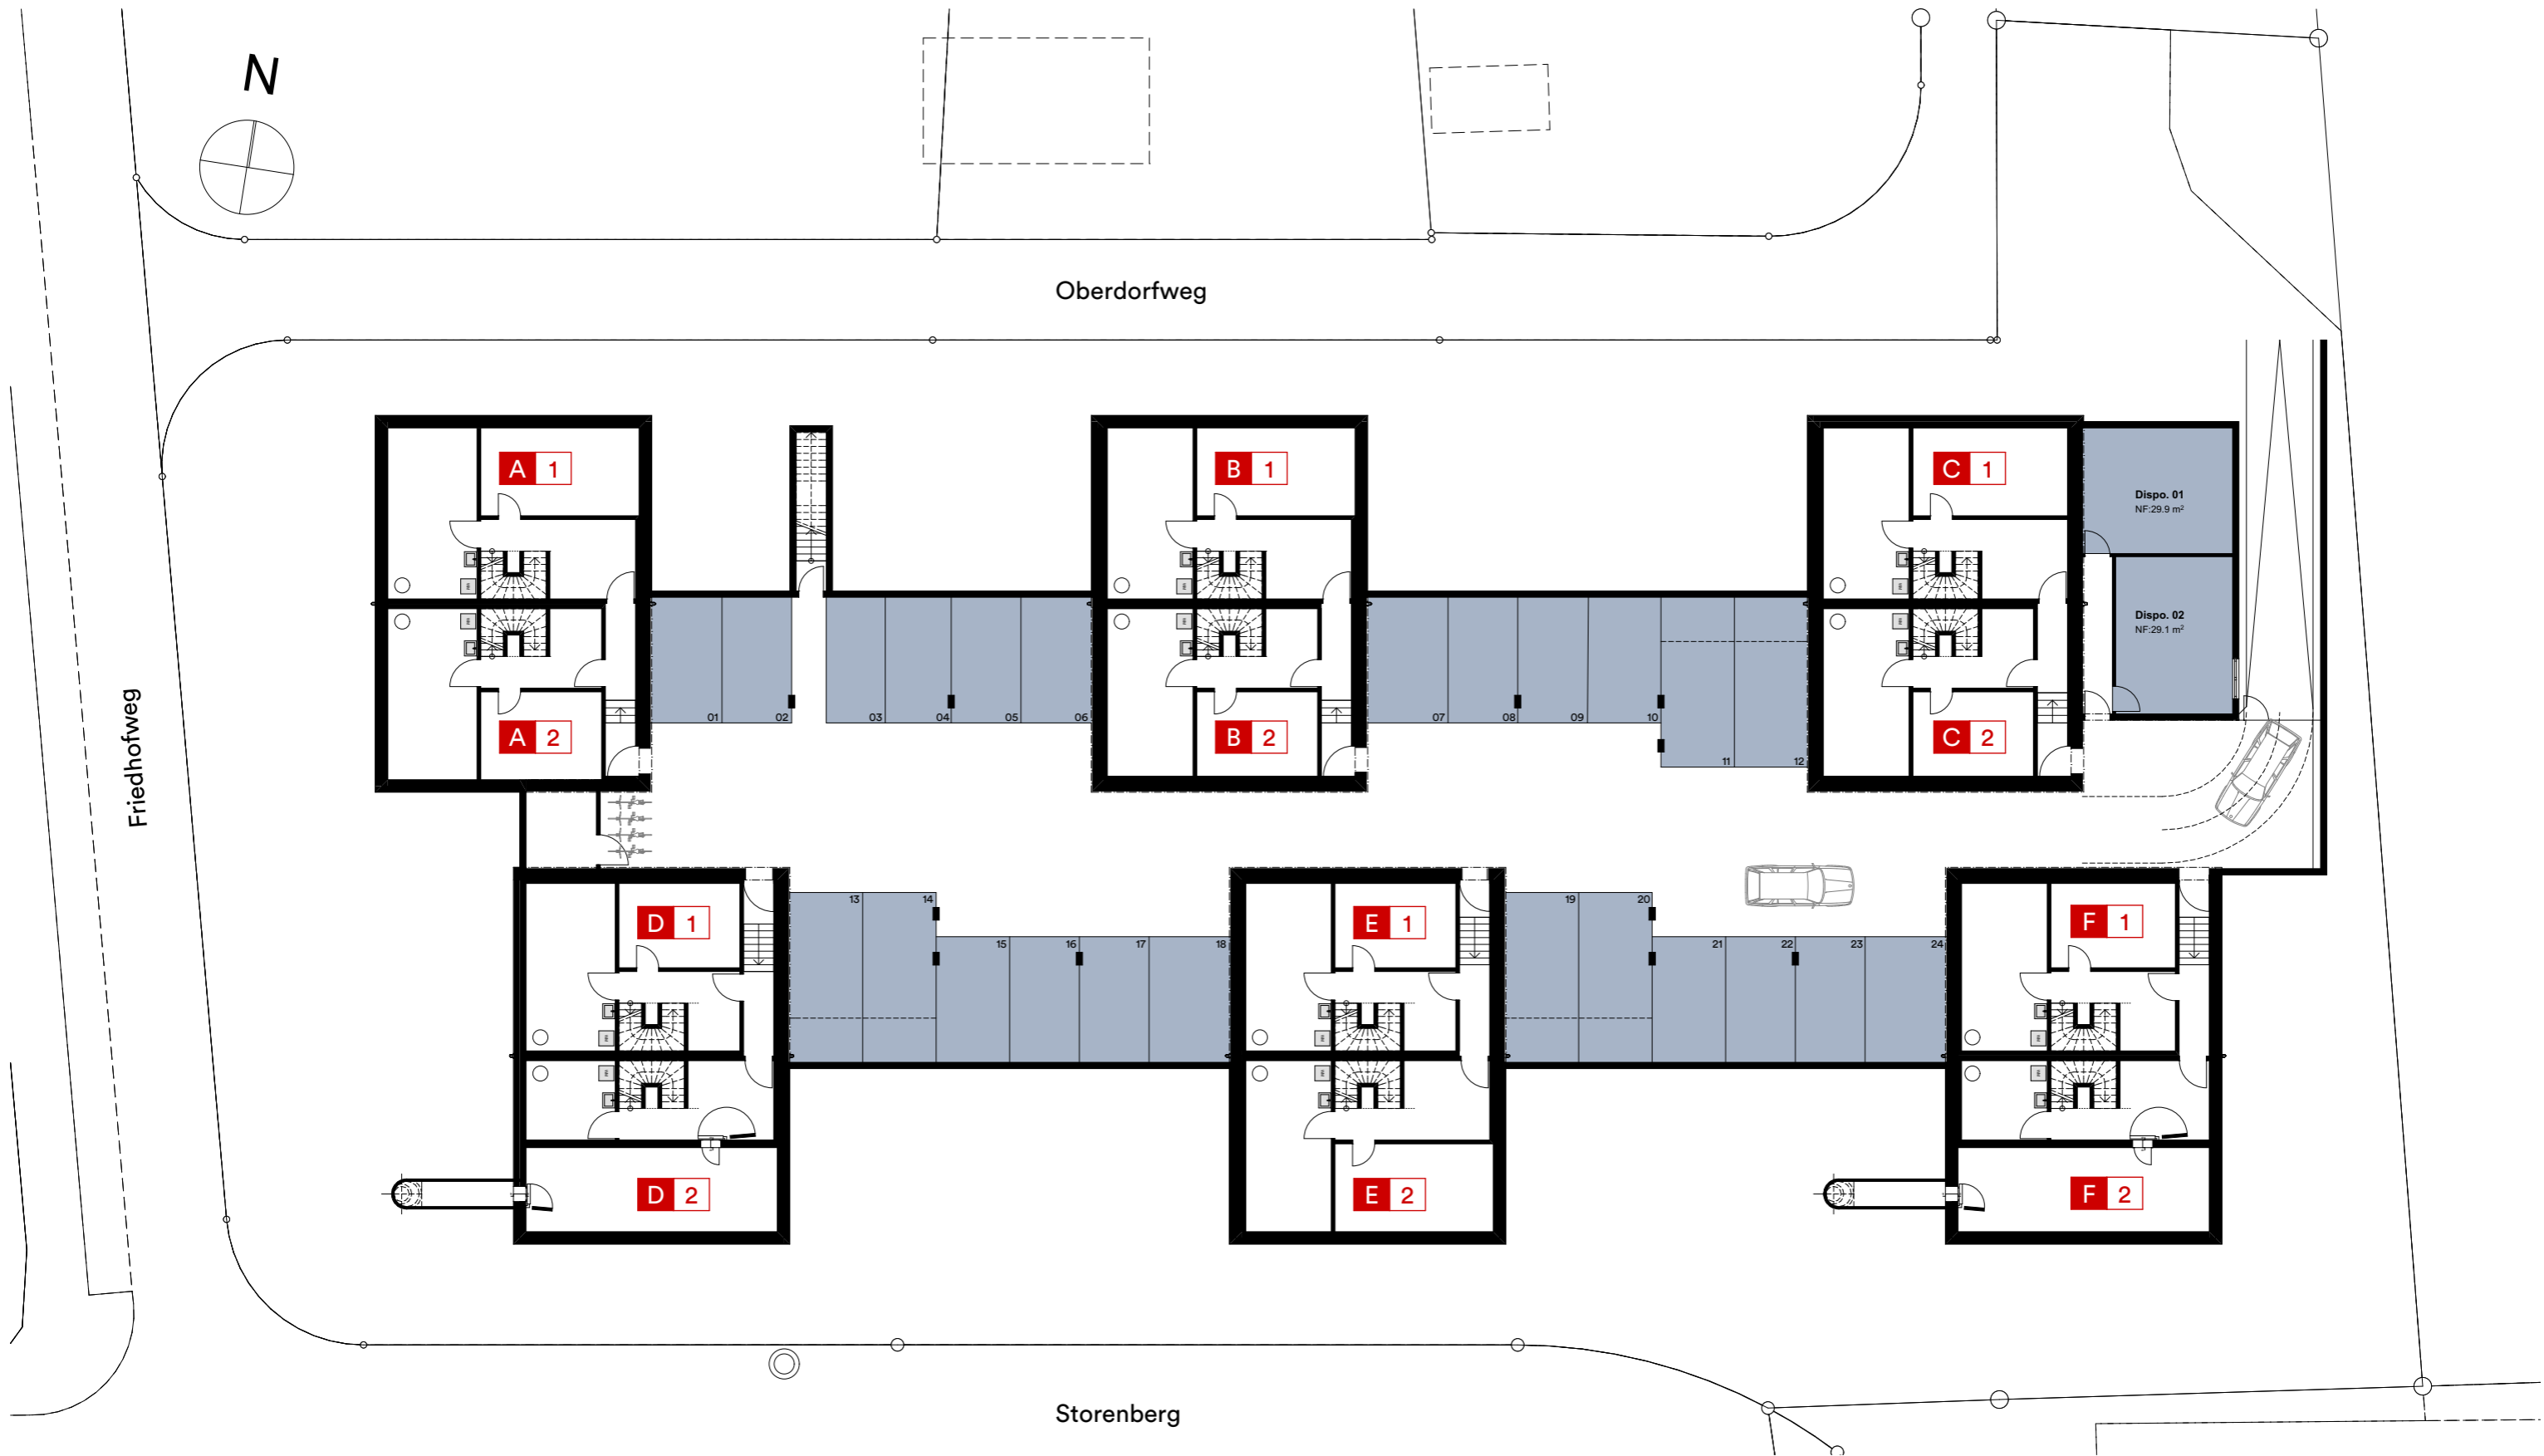 N
Oberdorfweg
A 1
B 1
C 1
Dispo. 01
NF:29.9 m²
Dispo. 02
NF:29.1 m²
01
02
03
04
05
06
07
08
09
10
11
12
A 2
B 2
C 2
Friedhofweg
13
14
15
16
17
18
19
20
21
22
23
24
D 1
E 1
F 1
D 2
E 2
F 2
Storenberg